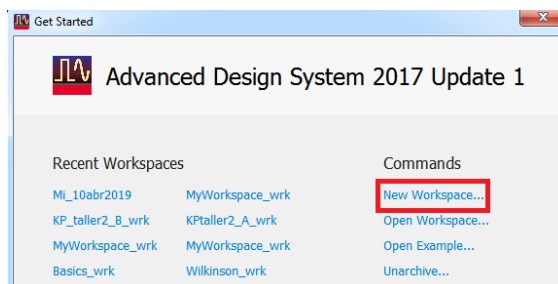 Get Started
Advanced Design System 2017 Update 1
Recent Workspaces
Commands
Mi_10abr2019 MyWorkspace_wrk New Workspace...
KP_taller2_B_wrk KPtaller2_A_wrk Open Workspace...
MyWorkspace_wrk MyWorkspace_wrk Open Example...
Basics_wrk Wilkinson_wrk Unarchive...